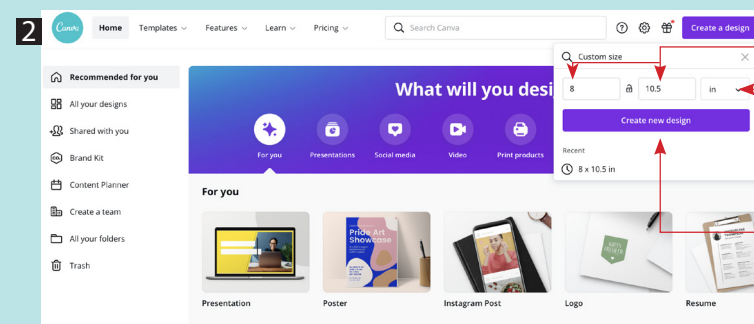 2
Canva
Home Templates Features Learn Pricing Search Canva Create a design
Custom size
8 10.5 in
Create new design
Recent
8 x 10.5 in
Recommended for you
All your designs
Shared with you
Brand Kit
Content Planner
Create a team
All your folders
Trash
What will you desi
For you Presentations Social media Video Print products
For you
Pride Art
Showcase
Presentation Poster Instagram Post Logo Resume